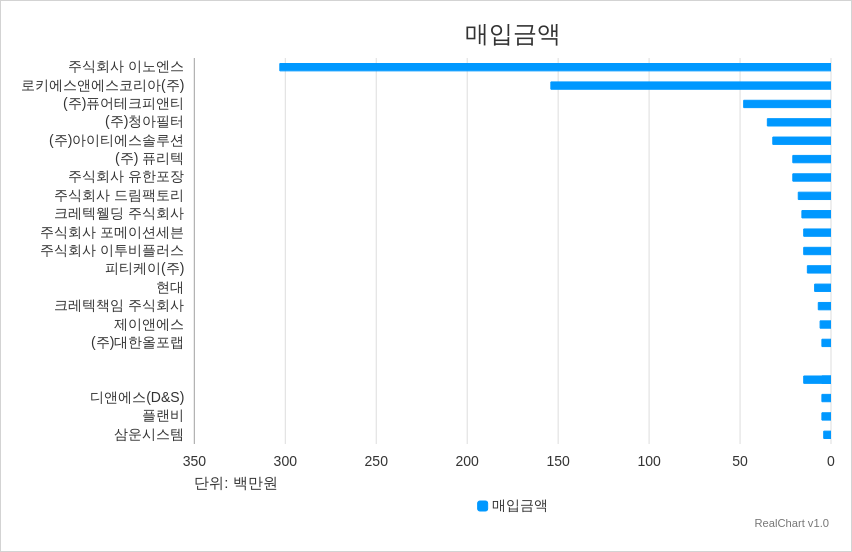 매입금액
주식회사 이노엔스
로키에스앤에스코리아(주)
(주)퓨어테크피앤티
(주)청아필터
(주)아이티에스솔루션
(주) 퓨리텍
주식회사 유한포장
주식회사 드림팩토리
크레텍웰딩 주식회사
주식회사 포메이션세븐
주식회사 이투비플러스
피티케이(주)
현대
크레텍책임 주식회사
제이앤에스
(주)대한올포랩
디앤에스(D&S)
플랜비
삼운시스템
350 300 250 200 150 100 50 0
단위: 백만원
매입금액
RealChart v1.0